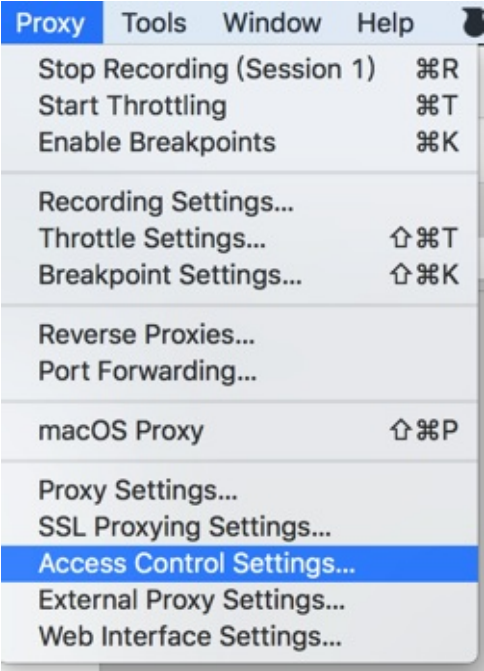 Proxy Tools Window Help
Stop Recording (Session 1) ⌘R
Start Throttling ⌘T
Enable Breakpoints ⌘K
Recording Settings...
Throttle Settings... ⇧⌘T
Breakpoint Settings... ⇧⌘K
Reverse Proxies...
Port Forwarding...
macOS Proxy ⇧⌘P
Proxy Settings...
SSL Proxying Settings...
Access Control Settings...
External Proxy Settings...
Web Interface Settings...